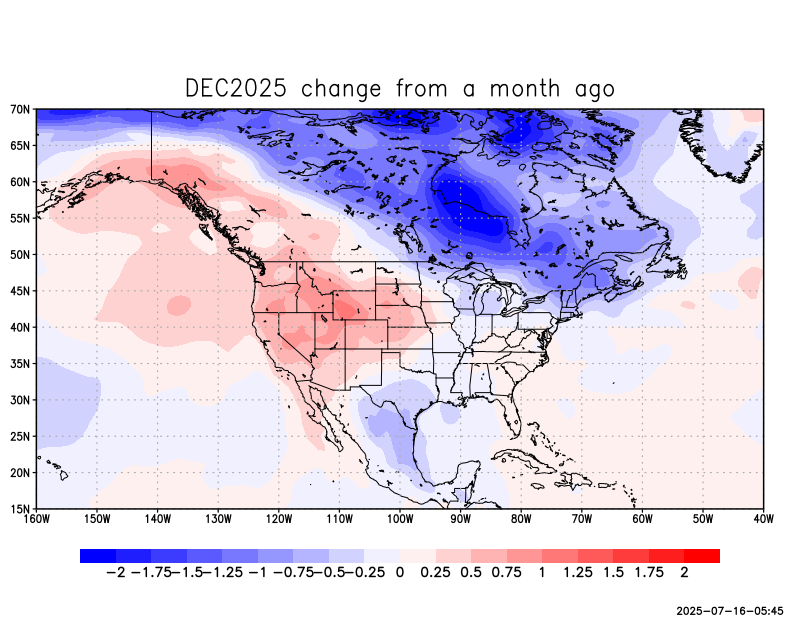 DEC2025 change from a month ago
70N
65N
60N
55N
50N
45N
40N
35N
30N
25N
20N
15N
160W 150W 140W 130W 120W 110W 100W 90W 80W 70W 60W 50W 40W
−2 −1.75 −1.5 −1.25 −1 −0.75 −0.5 −0.25 0 0.25 0.5 0.75 1 1.25 1.5 1.75 2
2025-07-16-05:45